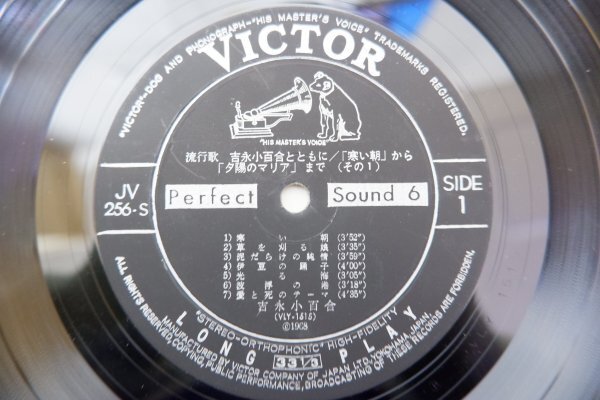 "VICTOR-DOG AND PHONOGRAPH-"HIS MASTER'S VOICE" TRADEMARKS REGISTERED.
VICTOR
"HIS MASTER'S VOICE"
流行歌 吉永小百合とともに/「寒い朝」から
「夕陽のマリア」まで (その1)
JV
256-S
Perfect Sound 6
SIDE
1
1) 寒い朝 (3'52")
2) 草を刈る娘 (3'35")
3) 泥だらけの純情 (3'59")
4) 伊豆の踊子 (4'00")
5) 光る海 (3'05")
6) 波浮の港 (3'18")
7) 愛と死のテーマ (4'35")
吉永小百合
(VLY-1515)
©1968
"STEREO-ORTHOPHONIC" HIGH-FIDELITY
LONG 33 1/3 PLAY
MANUFACTURED BY VICTOR COMPANY OF JAPAN LTD. YOKOHAMA, JAPAN.
ALL RIGHTS RESERVED. COPYING, PUBLIC PERFORMANCE, BROADCASTING OF THESE RECORDS ARE FORBIDDEN.